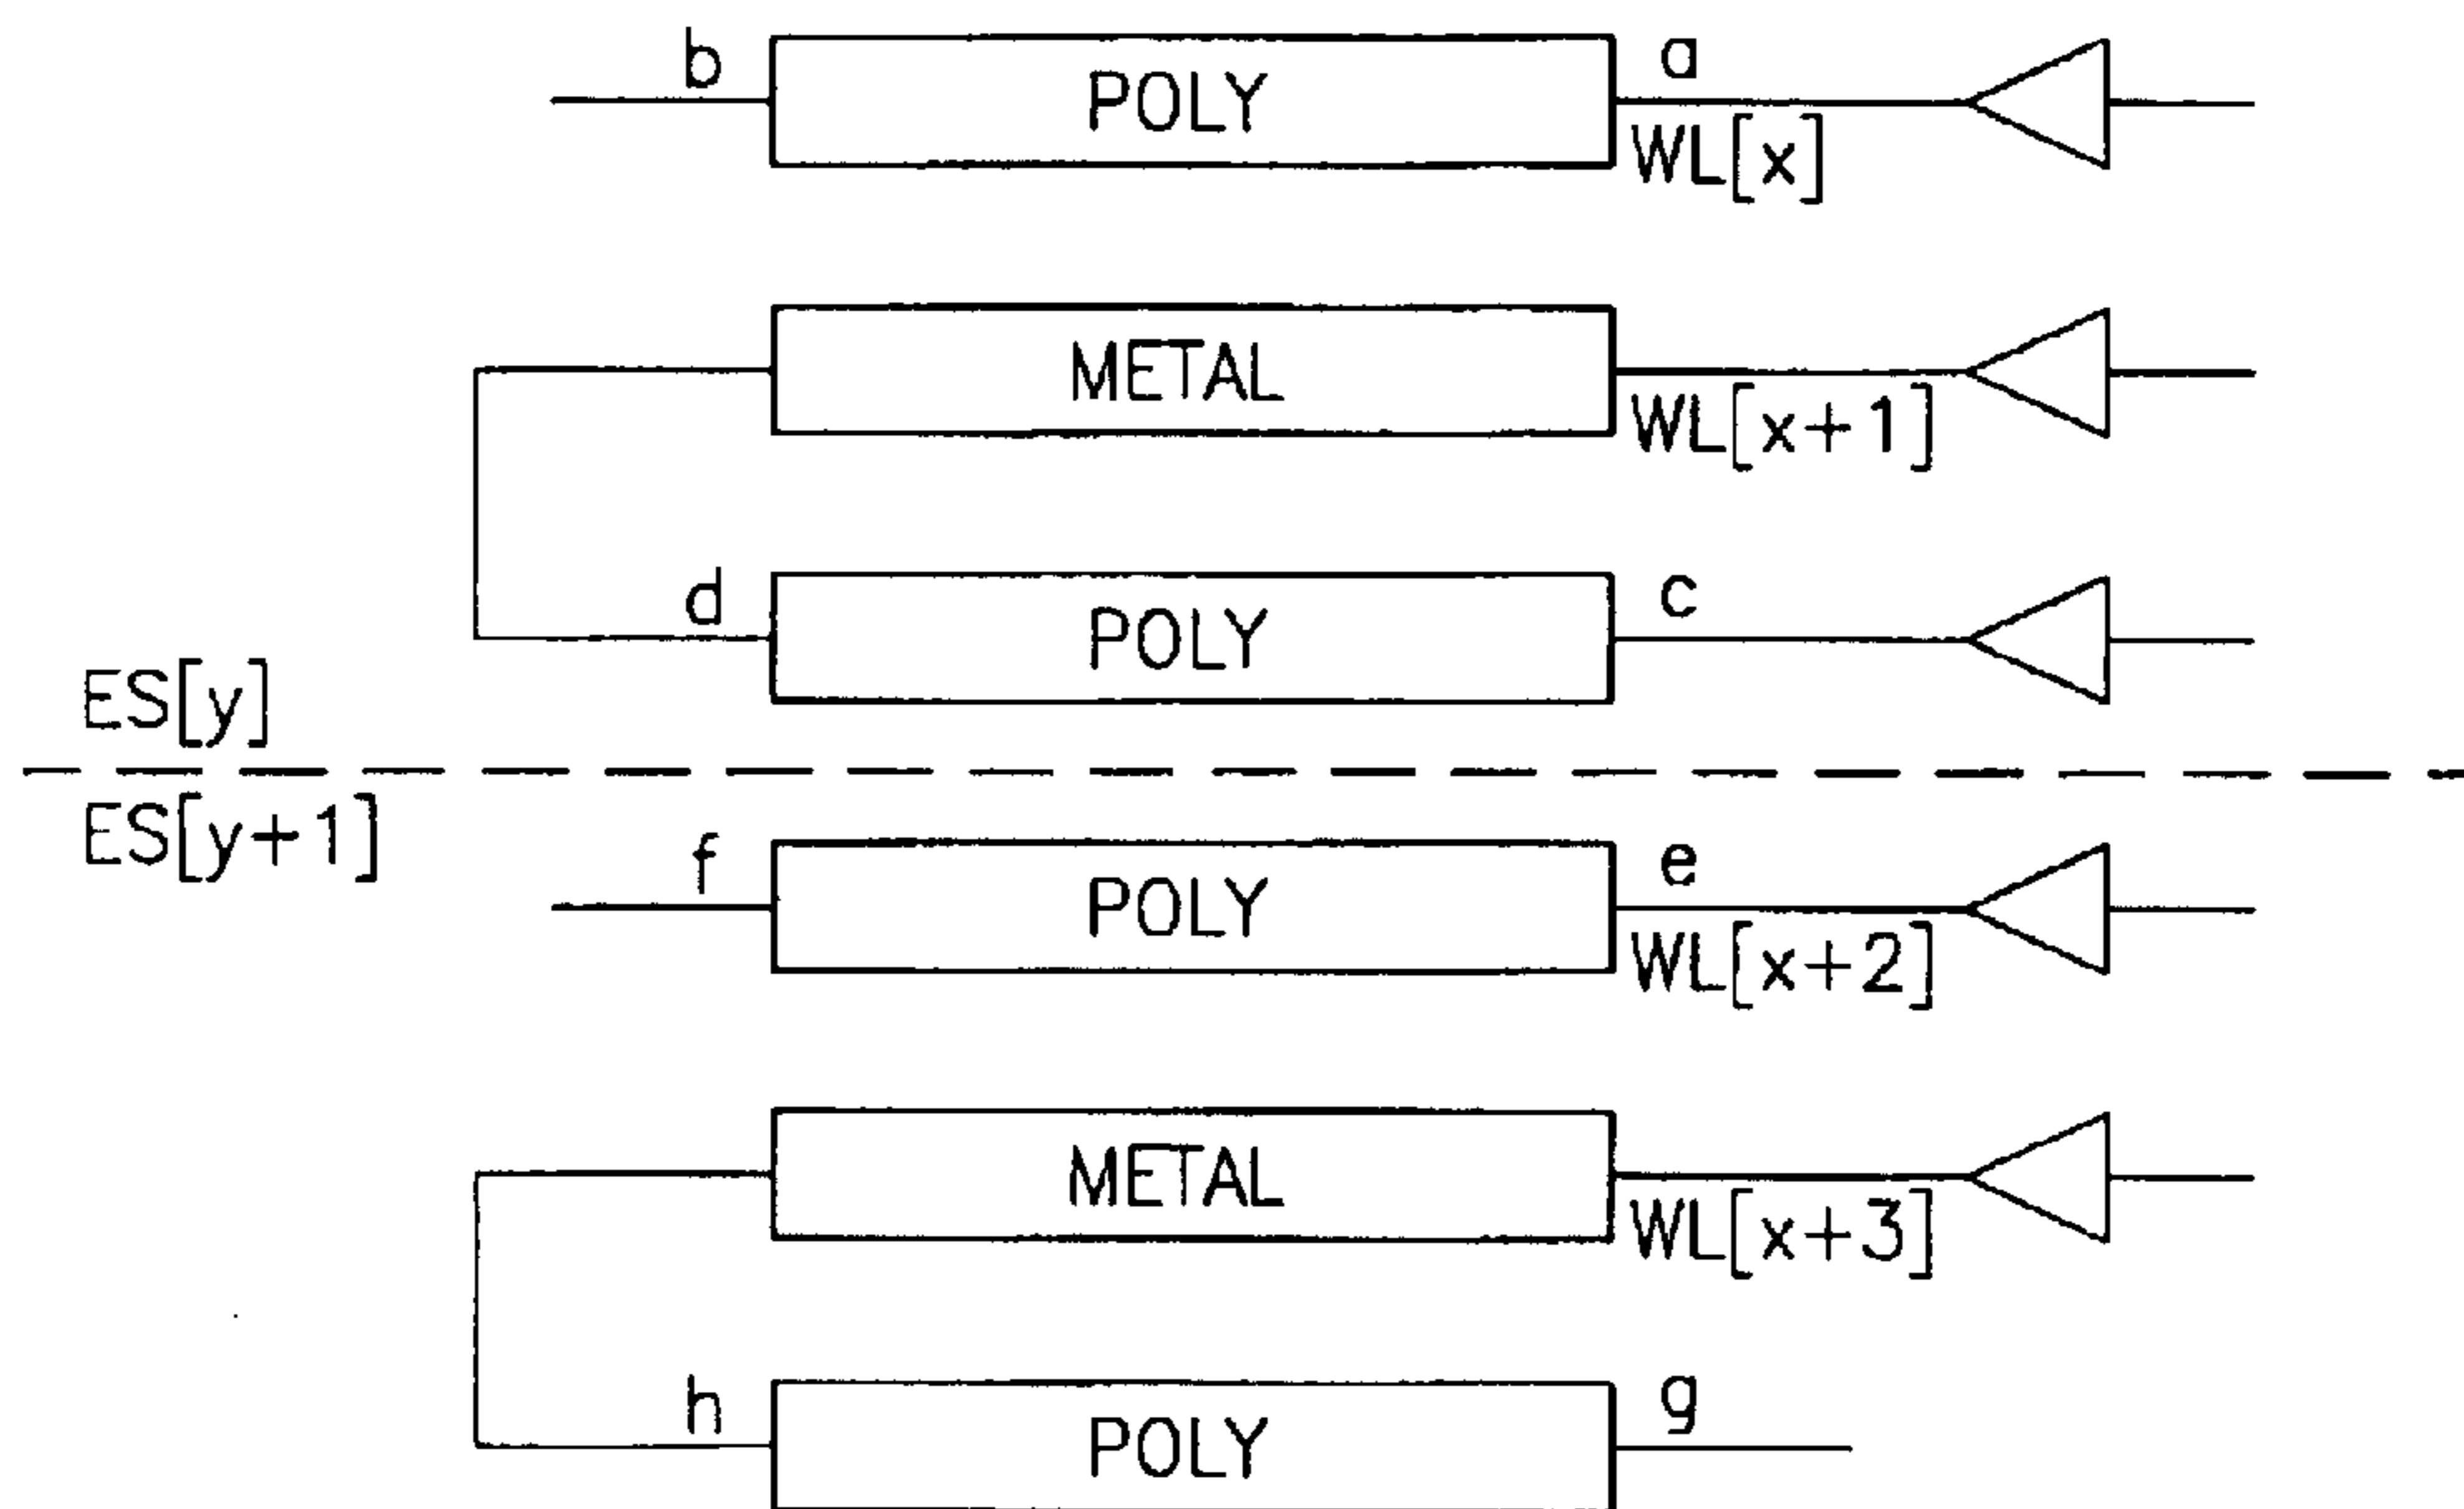 b POLY a
WL[x]
METAL
WL[x+1]
d POLY c
ES[y]
ES[y+1]
f POLY e
WL[x+2]
METAL
WL[x+3]
h POLY g